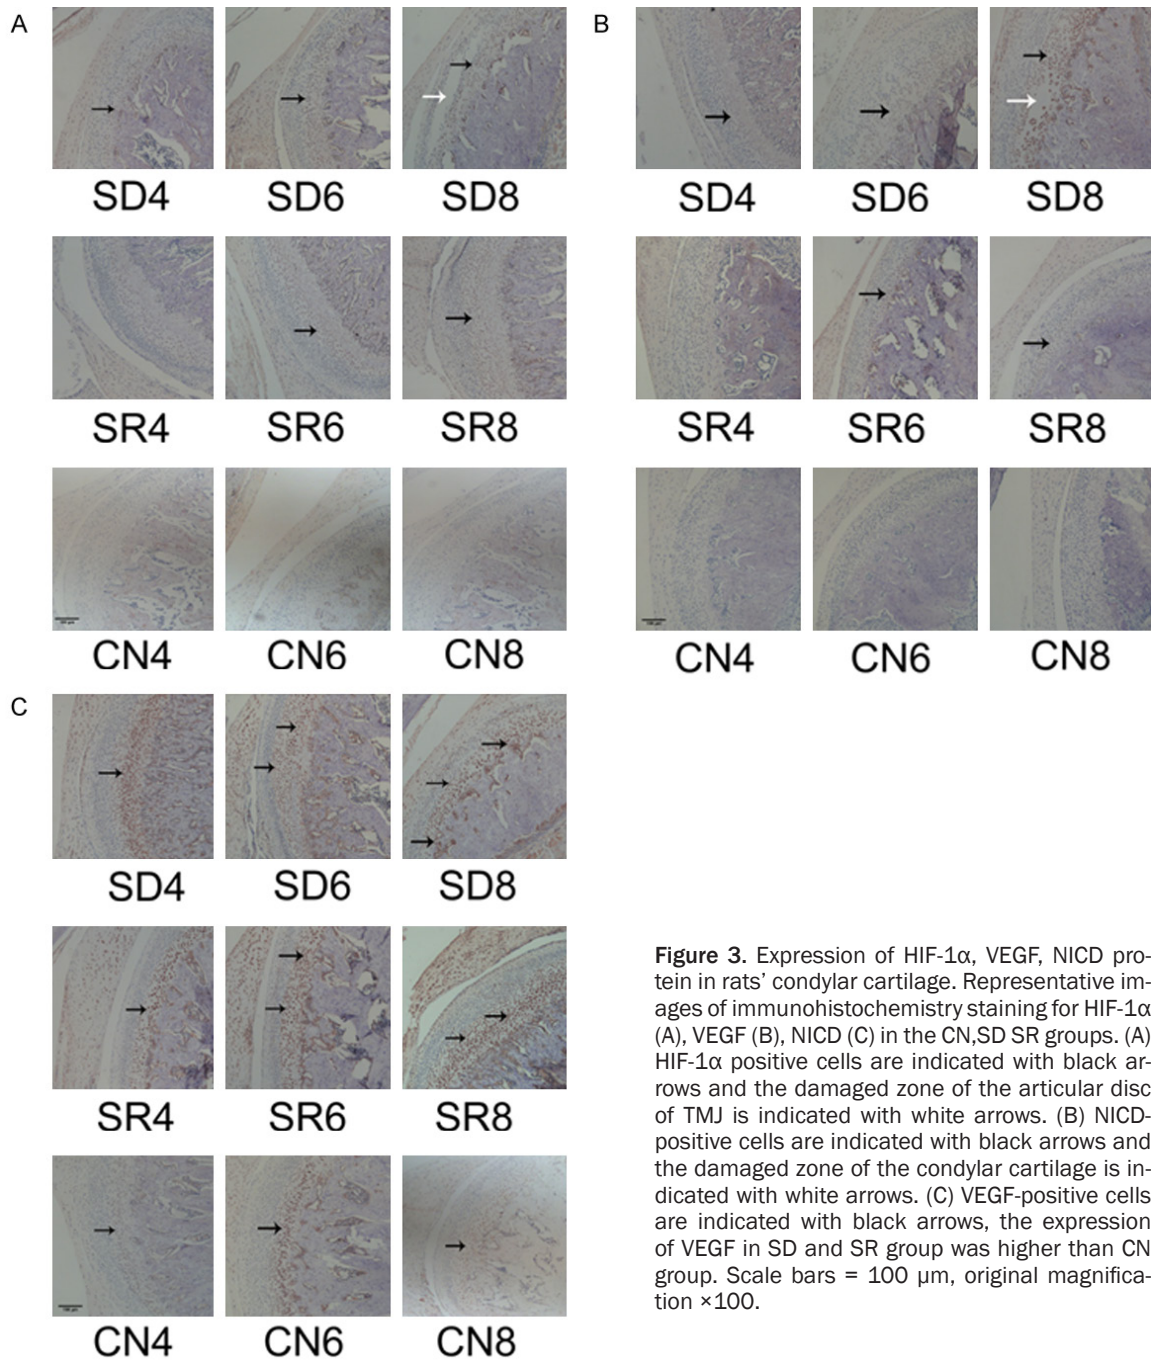 A
SD4 SD6 SD8
SR4 SR6 SR8
CN4 CN6 CN8
B
SD4 SD6 SD8
SR4 SR6 SR8
CN4 CN6 CN8
C
SD4 SD6 SD8
SR4 SR6 SR8
CN4 CN6 CN8
Figure 3. Expression of HIF-1α, VEGF, NICD pro-
tein in rats' condylar cartilage. Representative im-
ages of immunohistochemistry staining for HIF-1α
(A), VEGF (B), NICD (C) in the CN,SD SR groups. (A)
HIF-1α positive cells are indicated with black ar-
rows and the damaged zone of the articular disc
of TMJ is indicated with white arrows. (B) NICD-
positive cells are indicated with black arrows and
the damaged zone of the condylar cartilage is in-
dicated with white arrows. (C) VEGF-positive cells
are indicated with black arrows, the expression
of VEGF in SD and SR group was higher than CN
group. Scale bars = 100 μm, original magnifica-
tion ×100.